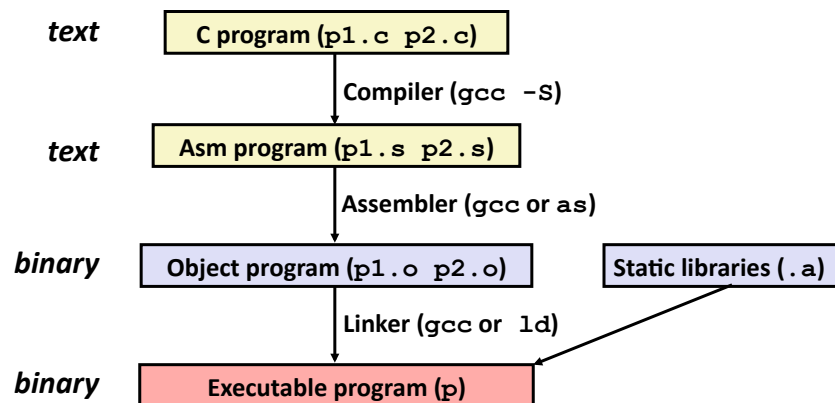 text C program (p1.c p2.c)
Compiler (gcc -S)
text Asm program (p1.s p2.s)
Assembler (gcc or as)
binary Object program (p1.o p2.o) Static libraries (.a)
Linker (gcc or ld)
binary Executable program (p)